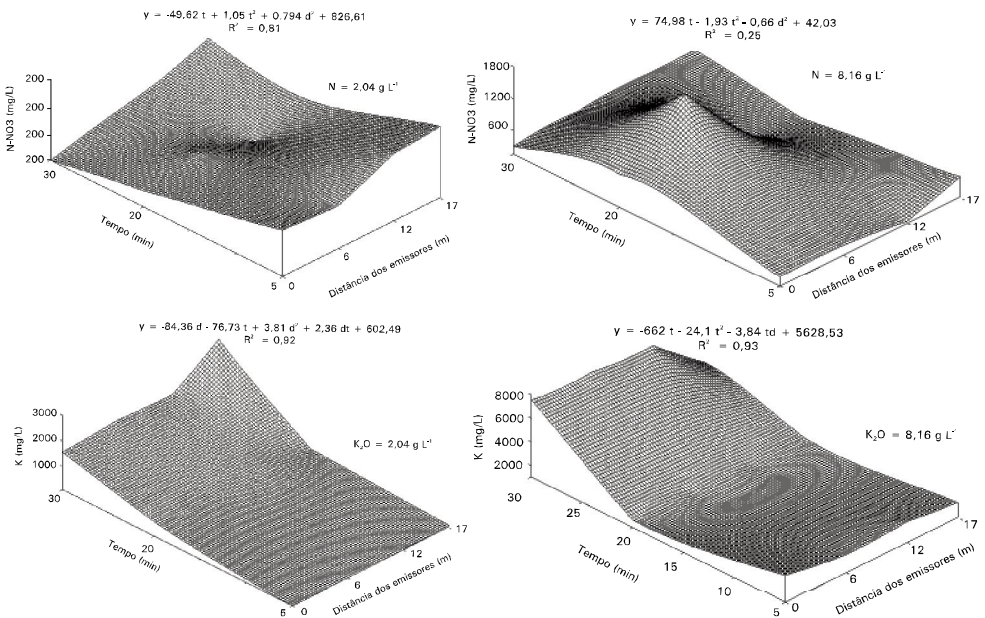 y = -49,62 t + 1,05 t² + 0.794 d² + 826,61
R² = 0,81
N = 2,04 g L⁻¹
N-NO3 (mg/L)
200
200
200
200
30
20
5
Tempo (min)
0
6
12
17
Distância dos emissores (m)
y = 74,98 t - 1,93 t² - 0,66 d² + 42,03
R² = 0,25
N = 8,16 g L⁻
N-NO3 (mg/L)
1800
1200
600
30
20
5
Tempo (min)
0
6
12
17
Distância dos emissores (m)
y = -84,36 d - 76,73 t + 3,81 d² + 2,36 dt + 602,49
R² = 0,92
K₂O = 2,04 g L⁻¹
K (mg/L)
3000
2000
1000
30
20
5
Tempo (min)
0
6
12
17
Distância dos emissores (m)
y = -662 t - 24,1 t² - 3,84 td + 5628,53
R² = 0,93
K₂O = 8,16 g L⁻
K (mg/L)
8000
6000
4000
2000
30
25
20
15
10
5
Tempo (min)
0
6
12
17
Distância dos emissores (m)